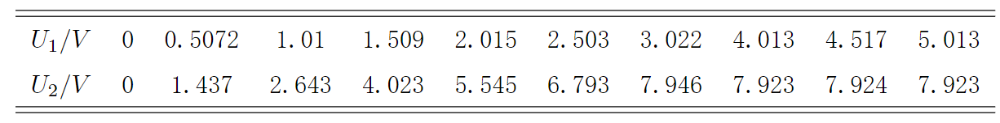 U₁/V 0 0.5072 1.01 1.509 2.015 2.503 3.022 4.013 4.517 5.013
U₂/V 0 1.437 2.643 4.023 5.545 6.793 7.946 7.923 7.924 7.923